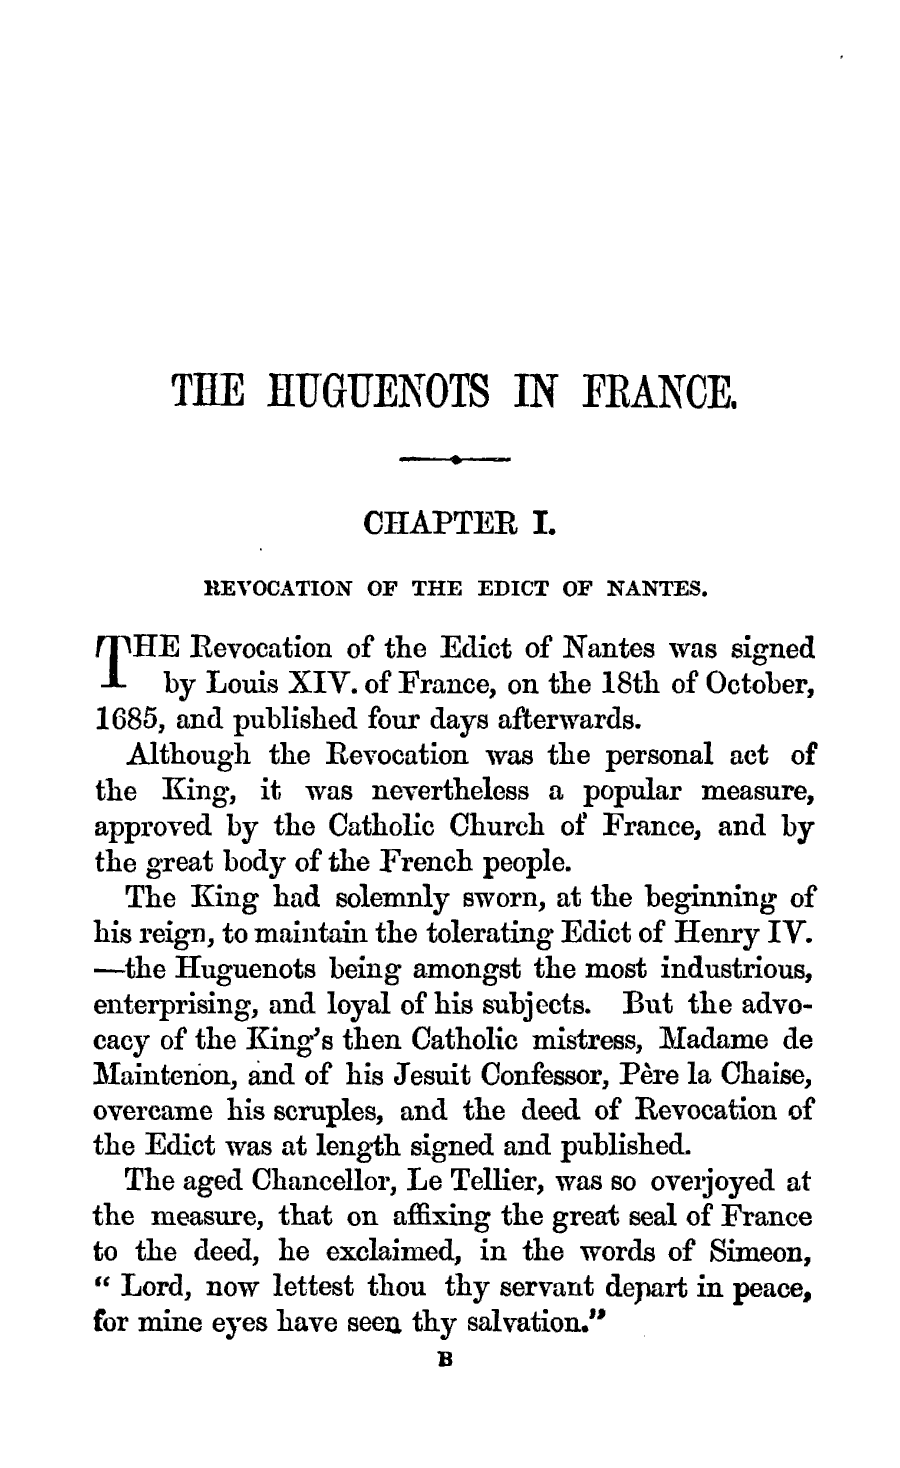 THE HUGUENOTS IN FRANCE.
CHAPTER I.
REVOCATION OF THE EDICT OF NANTES.
THE Revocation of the Edict of Nantes was signed
by Louis XIV. of France, on the 18th of October,
1685, and published four days afterwards.
Although the Revocation was the personal act of
the King, it was nevertheless a popular measure,
approved by the Catholic Church of France, and by
the great body of the French people.
The King had solemnly sworn, at the beginning of
his reign, to maintain the tolerating Edict of Henry IV.
—the Huguenots being amongst the most industrious,
enterprising, and loyal of his subjects. But the advo-
cacy of the King's then Catholic mistress, Madame de
Maintenon, and of his Jesuit Confessor, Père la Chaise,
overcame his scruples, and the deed of Revocation of
the Edict was at length signed and published.
The aged Chancellor, Le Tellier, was so overjoyed at
the measure, that on affixing the great seal of France
to the deed, he exclaimed, in the words of Simeon,
“ Lord, now lettest thou thy servant depart in peace,
for mine eyes have seen thy salvation.”
B